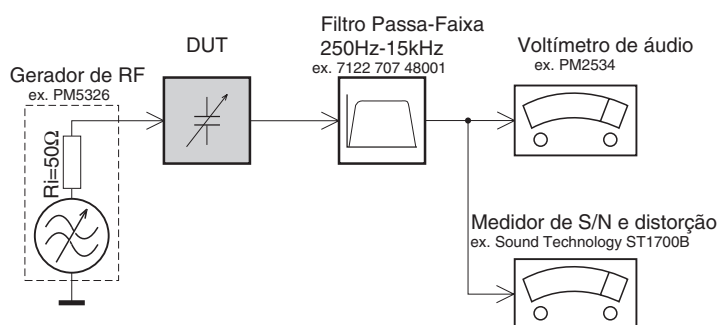 Gerador de RF
ex. PM5326
Ri=50Ω
DUT
Filtro Passa-Faixa
250Hz-15kHz
ex. 7122 707 48001
Voltímetro de áudio
ex. PM2534
Medidor de S/N e distorção
ex. Sound Technology ST1700B